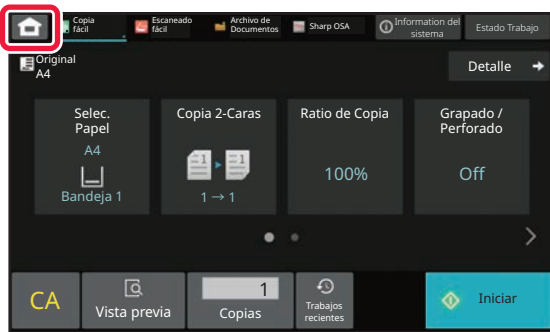 Copia
fácil
Escaneado
fácil
Archivo de
Documentos
Sharp OSA
Information del
sistema
Estado Trabajo
Original
A4
Detalle
Selec.
Papel
A4
Bandeja 1
Copia 2-Caras
1
1
1 → 1
Ratio de Copia
100%
Grapado /
Perforado
Off
CA
Vista previa
1
Copias
Trabajos
recientes
Iniciar